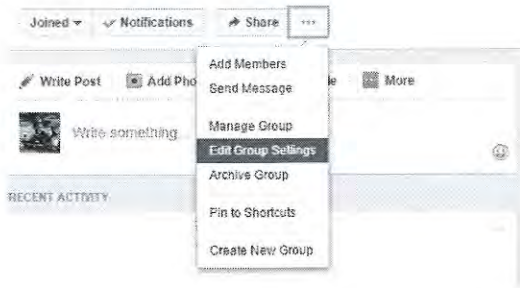 Joined Notifications Share ...
Write Post Add Pho le More
Write something...
Add Members
Send Message
Manage Group
Edit Group Settings
Archive Group
Pin to Shortcuts
Create New Group
RECENT ACTIVITY